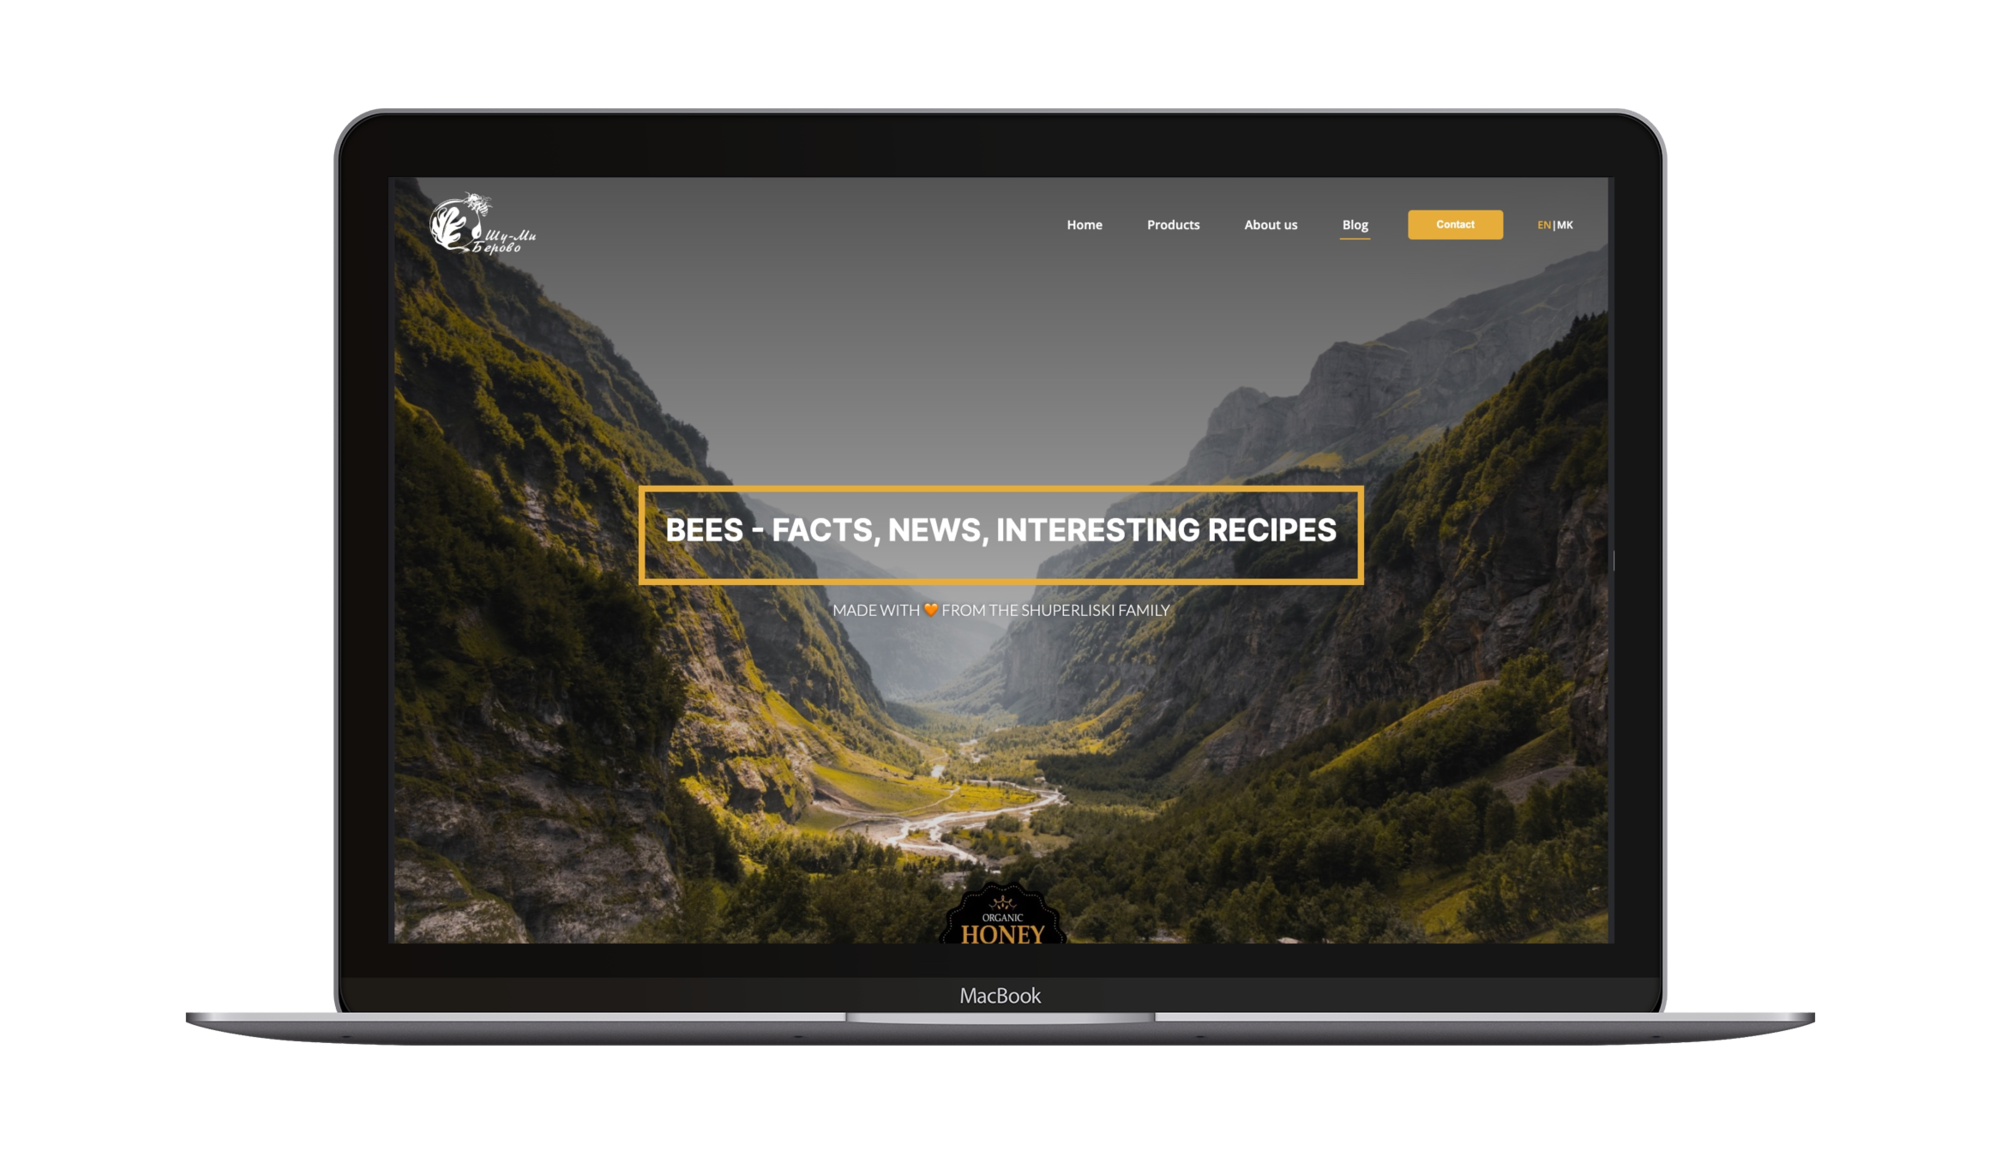 Шу-Ми
Берово
Home Products About us Blog Contact EN|MK
BEES - FACTS, NEWS, INTERESTING RECIPES
MADE WITH 🧡 FROM THE SHUPERLISKI FAMILY
ORGANIC
HONEY
MacBook